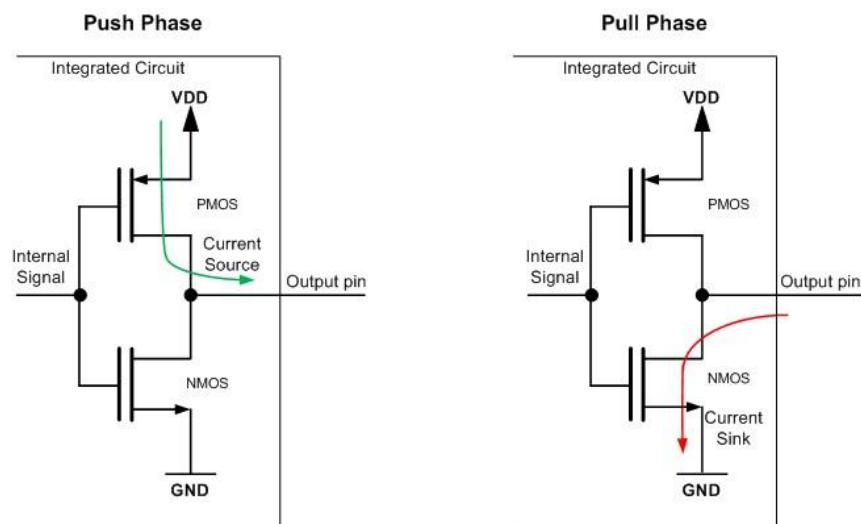 Push Phase
Integrated Circuit
VDD
PMOS
Internal
Signal
Current
Source
Output pin
NMOS
GND
Pull Phase
Integrated Circuit
VDD
PMOS
Internal
Signal
Output pin
NMOS
Current
Sink
GND